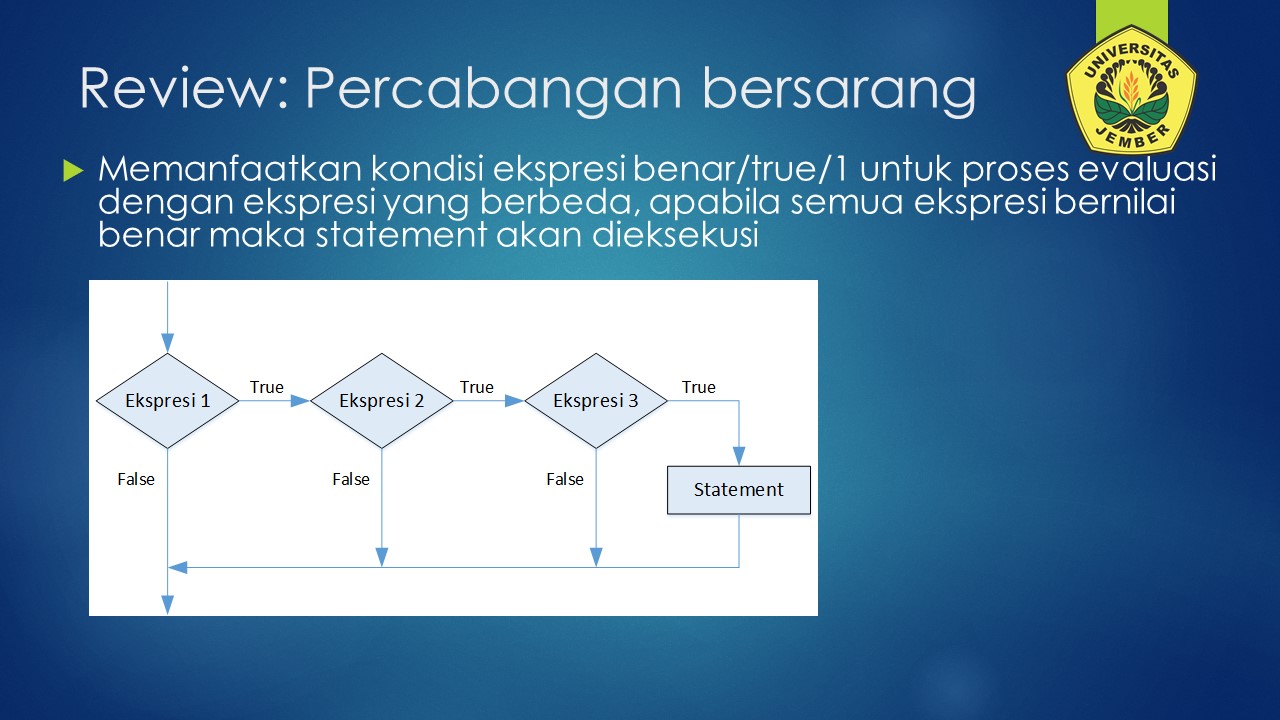 Review: Percabangan bersarang
UNIVERSITAS
JEMBER
Memanfaatkan kondisi ekspresi benar/true/1 untuk proses evaluasi
dengan ekspresi yang berbeda, apabila semua ekspresi bernilai
benar maka statement akan dieksekusi
Ekspresi 1
True
Ekspresi 2
True
Ekspresi 3
True
False
False
False
Statement